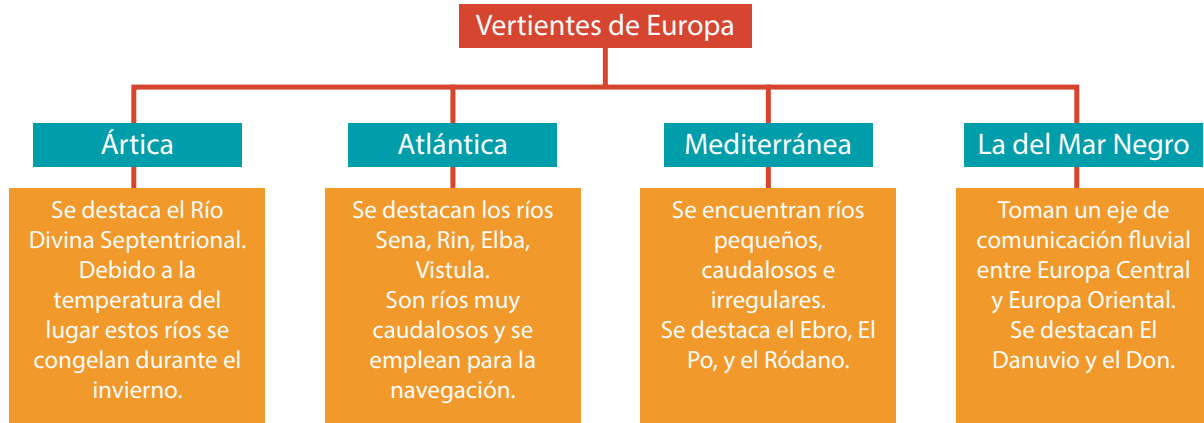 Vertientes de Europa
Ártica
Se destaca el Río
Divina Septentrional.
Debido a la
temperatura del
lugar estos ríos se
congelan durante el
invierno.
Atlántica
Se destacan los ríos
Sena, Rin, Elba,
Vistula.
Son ríos muy
caudalosos y se
emplean para la
navegación.
Mediterránea
Se encuentran ríos
pequeños,
caudalosos e
irregulares.
Se destaca el Ebro, El
Po, y el Ródano.
La del Mar Negro
Toman un eje de
comunicación fluvial
entre Europa Central
y Europa Oriental.
Se destacan El
Danuvio y el Don.